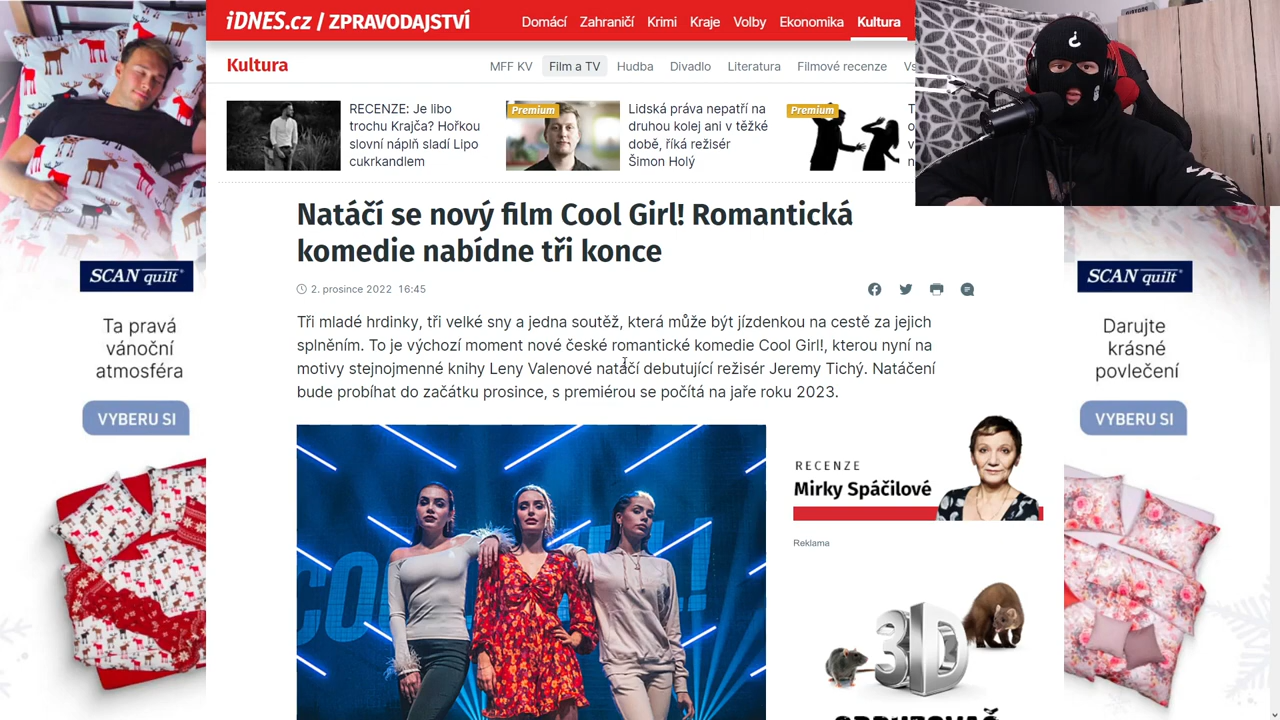 iDNES.cz / ZPRAVODAJSTVÍ
Domácí Zahraničí Krimi Kraje Volby Ekonomika Kultura
Kultura
MFF KV Film a TV Hudba Divadlo Literatura Filmové recenze
RECENZE: Je libo
trochu Krajča? Hořkou
slovní náplň sladí Lipo
cukrkandlem
Premium
Lidská práva nepatří na
druhou kolej ani v těžké
době, říká režisér
Šimon Holý
Premium
Natáčí se nový film Cool Girl! Romantická
komedie nabídne tři konce
2. prosince 2022 16:45
Tři mladé hrdinky, tři velké sny a jedna soutěž, která může být jízdenkou na cestě za jejich
splněním. To je výchozí moment nové české romantické komedie Cool Girl!, kterou nyní na
motivy stejnojmenné knihy Leny Valenové natáčí debutující režisér Jeremy Tichý. Natáčení
bude probíhat do začátku prosince, s premiérou se počítá na jaře roku 2023.
SCAN quilt®
Ta pravá
vánoční
atmosféra
VYBERU SI
SCAN quilt®
Darujte
krásné
povlečení
VYBERU SI
RECENZE
Mirky Spáčilové
Reklama
3D